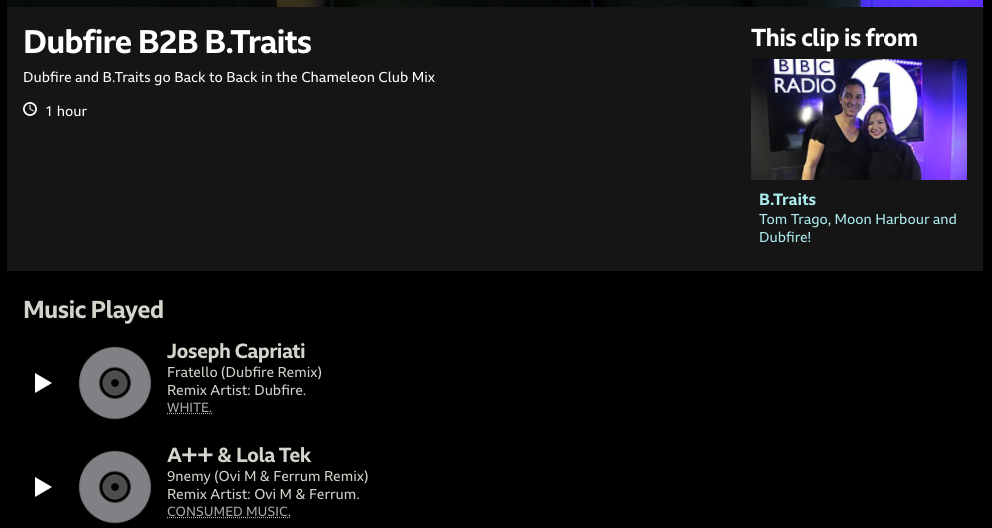 Dubfire B2B B.Traits
Dubfire and B.Traits go Back to Back in the Chameleon Club Mix
1 hour
This clip is from
BBC
RADIO
1
B.Traits
Tom Trago, Moon Harbour and
Dubfire!
Music Played
Joseph Capriati
Fratello (Dubfire Remix)
Remix Artist: Dubfire.
WHITE.
A++ & Lola Tek
9nemy (Ovi M & Ferrum Remix)
Remix Artist: Ovi M & Ferrum.
CONSUMED MUSIC.